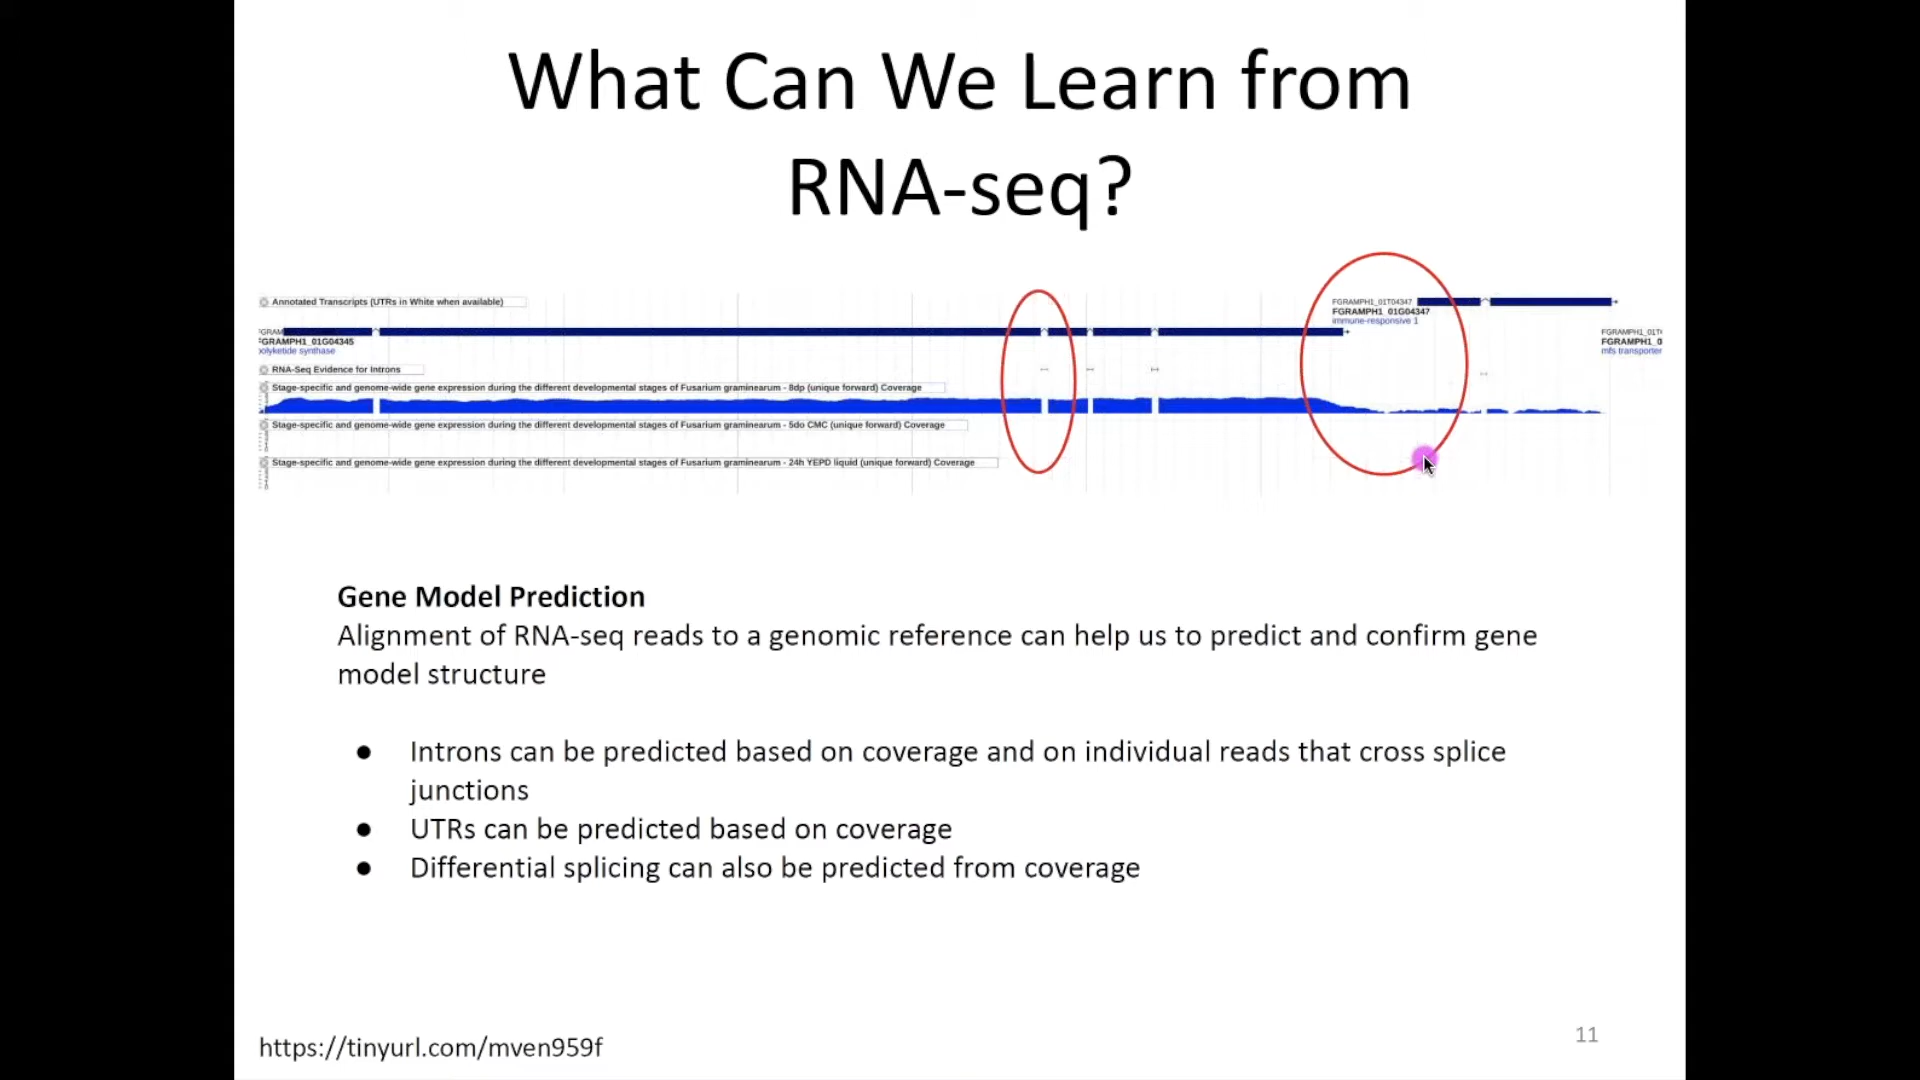 What Can We Learn from
RNA-seq?
Annotated Transcripts (UTRs in White when available)
FGRAMPH1_01T04347
FGRAMPH1_01G04347
immune-responsive 1
FGRAMPH1_01G04345
polyketide synthase
FGRAMPH1_01T
FGRAMPH1_0
mfs transporter
RNA-Seq Evidence for Introns
Stage-specific and genome-wide gene expression during the different developmental stages of Fusarium graminearum - 8dp (unique forward) Coverage
Stage-specific and genome-wide gene expression during the different developmental stages of Fusarium graminearum - 5do CMC (unique forward) Coverage
Stage-specific and genome-wide gene expression during the different developmental stages of Fusarium graminearum - 24h YEPD liquid (unique forward) Coverage
Gene Model Prediction
Alignment of RNA-seq reads to a genomic reference can help us to predict and confirm gene
model structure
● Introns can be predicted based on coverage and on individual reads that cross splice
junctions
● UTRs can be predicted based on coverage
● Differential splicing can also be predicted from coverage
https://tinyurl.com/mven959f
11